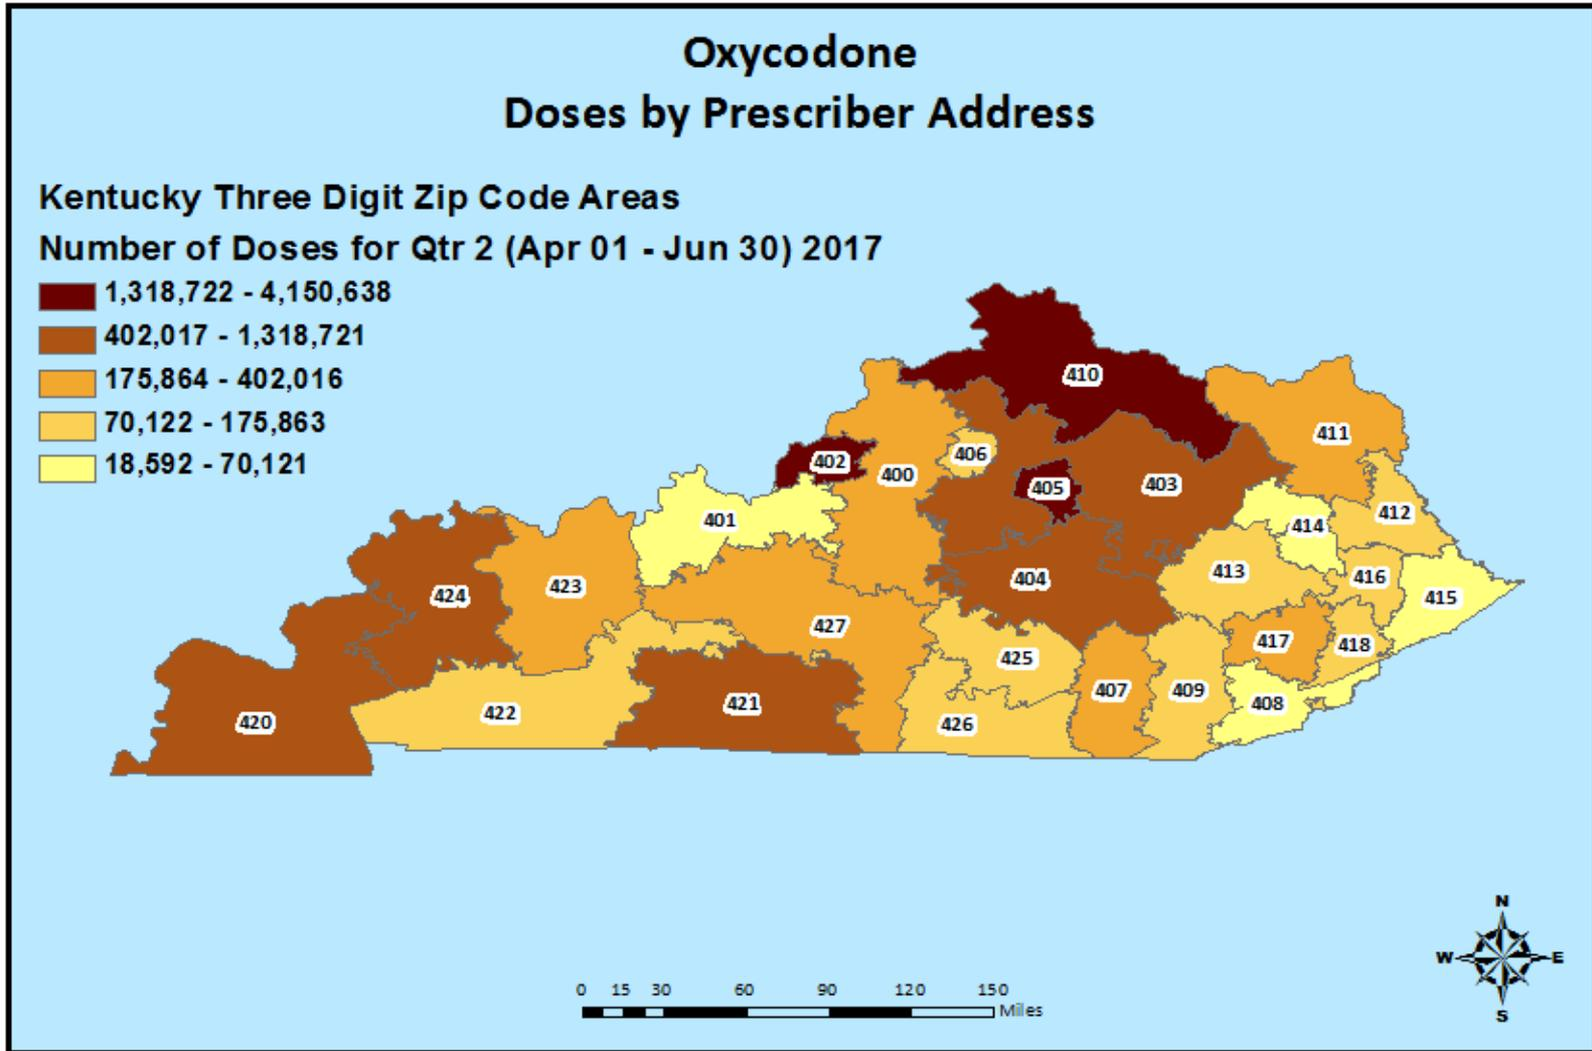 Oxycodone
Doses by Prescriber Address
Kentucky Three Digit Zip Code Areas
Number of Doses for Qtr 2 (Apr 01 - Jun 30) 2017
1,318,722 - 4,150,638
402,017 - 1,318,721
175,864 - 402,016
70,122 - 175,863
18,592 - 70,121
410
411
406
402
400
405
403
401
414
412
404
413
416
415
424
423
427
417
418
425
407
409
408
420
422
421
426
N
W
E
S
0 15 30 60 90 120 150
Miles